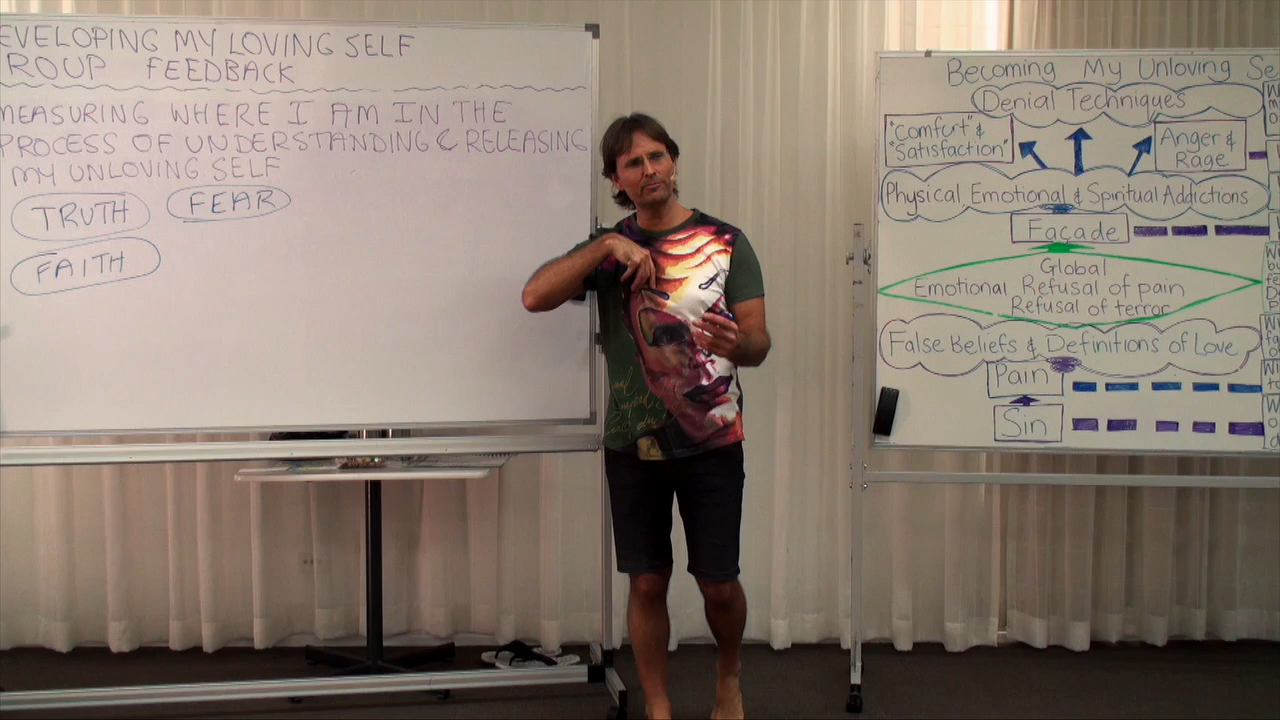 EVELOPING MY LOVING SELF
ROUP FEEDBACK
MEASURING WHERE I AM IN THE
PROCESS OF UNDERSTANDING & RELEASING
MY UNLOVING SELF
TRUTH
FEAR
FAITH
Becoming My Unloving Se
Denial Techniques
"Comfort" &
"Satisfaction"
Anger &
Rage
Physical Emotional & Spiritual Addictions
Façade
Global
Emotional Refusal of pain
Refusal of terror
False Beliefs & Definitions of Love
Pain
Sin